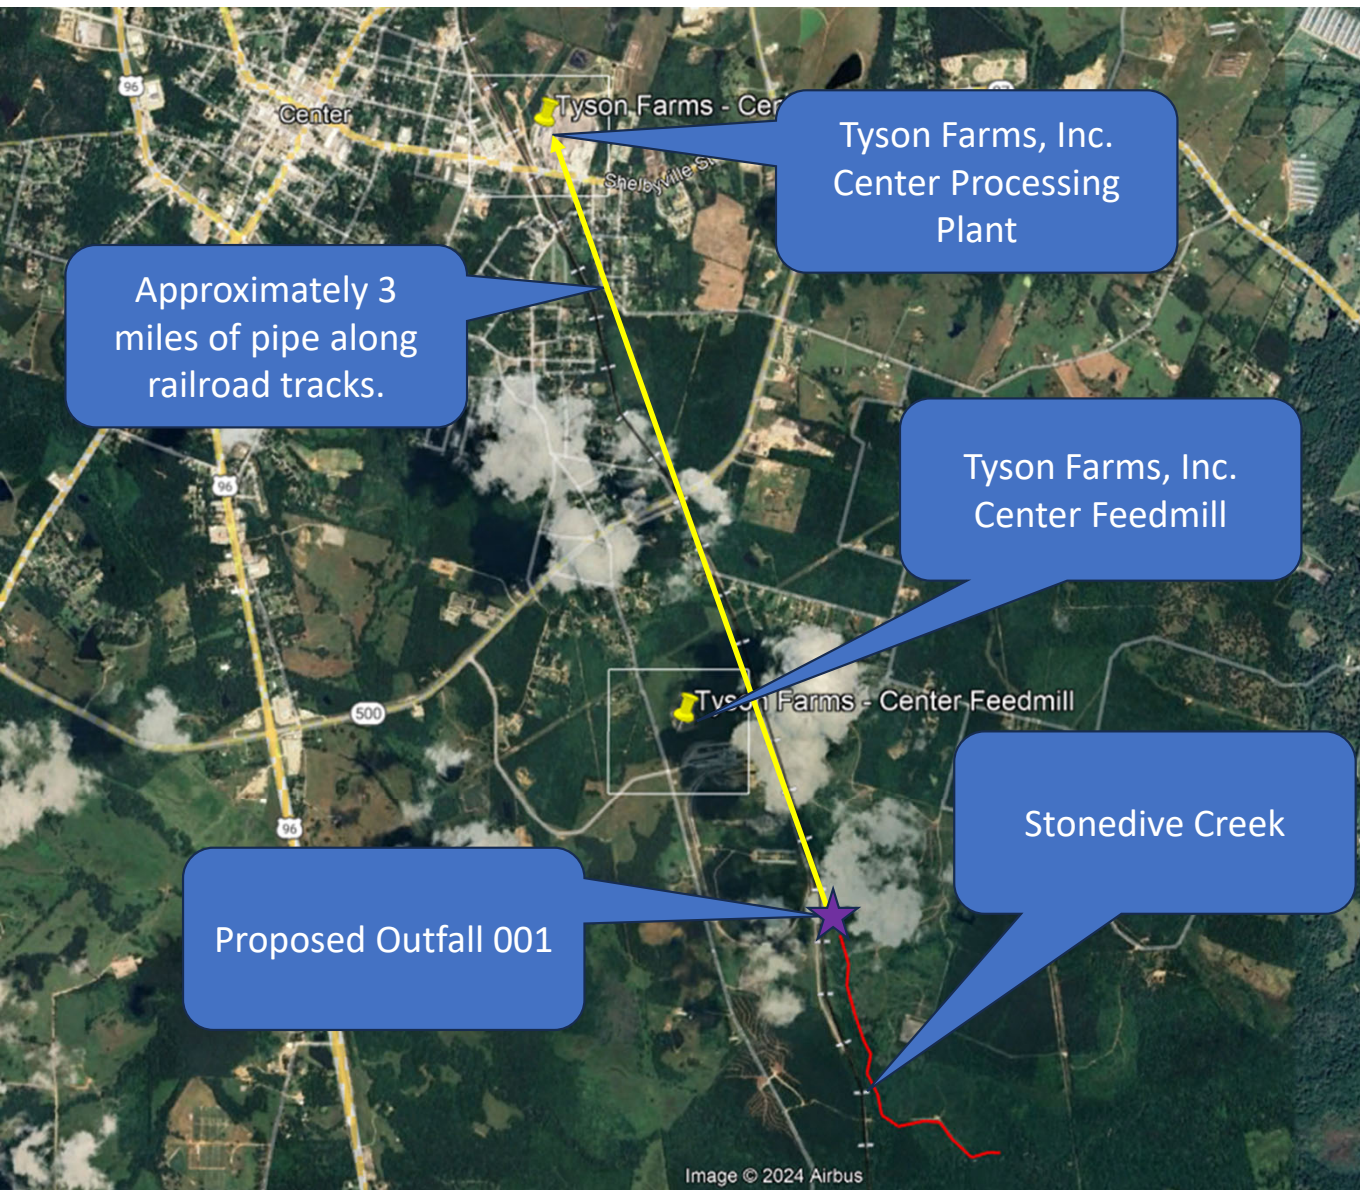 96
Center
Tyson Farms - Cen
Tyson Farms, Inc.
Center Processing
Plant
Shelbyville St
Approximately 3
miles of pipe along
railroad tracks.
Tyson Farms, Inc.
Center Feedmill
96
Tyson Farms - Center Feedmill
500
96
Stonedive Creek
Proposed Outfall 001
Image © 2024 Airbus